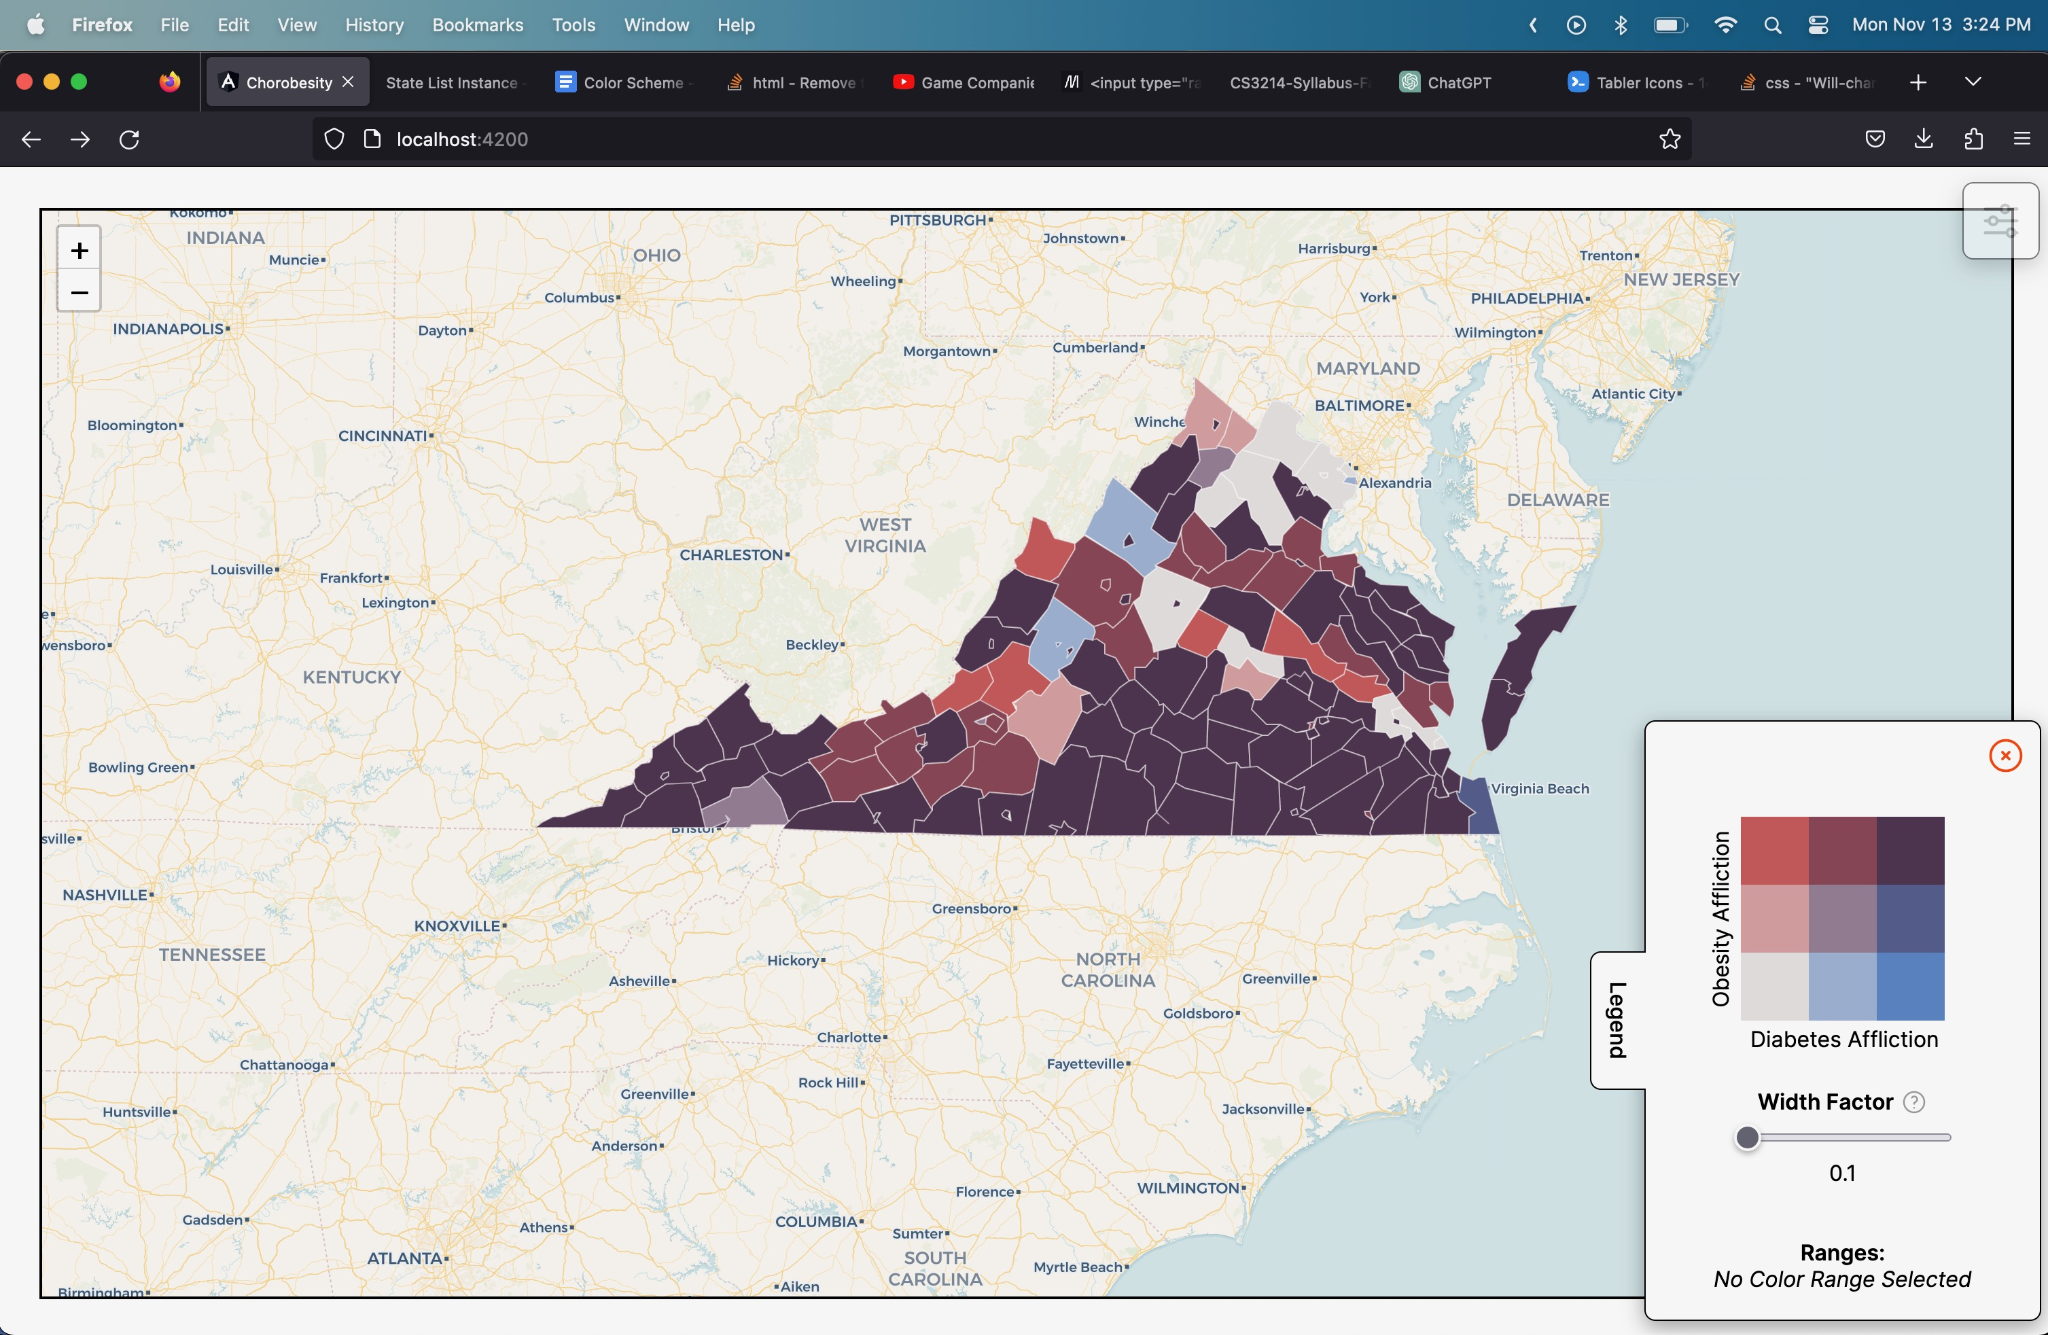 Firefox File Edit View History Bookmarks Tools Window Help Mon Nov 13 3:24 PM
Chorobesity State List Instance Color Scheme - html - Remove Game Companie <input type="ra CS3214-Syllabus-F ChatGPT Tabler Icons - 1 css - "Will-char
localhost:4200
Kokomo
PITTSBURGH
INDIANA
Johnstown
Harrisburg
OHIO
Trenton
Muncie
NEW JERSEY
Wheeling
Columbus
York
PHILADELPHIA
INDIANAPOLIS
Dayton
Wilmington
Morgantown
Cumberland
MARYLAND
Atlantic City
BALTIMORE
Winche
Bloomington
CINCINNATI
Alexandria
DELAWARE
WEST
VIRGINIA
CHARLESTON
Louisville
Frankfort
Lexington
e
wensboro
Beckley
KENTUCKY
Bowling Green
Virginia Beach
Bristol
sville
NASHVILLE
Greensboro
KNOXVILLE
TENNESSEE
Hickory
NORTH
CAROLINA
Asheville
Greenville
Goldsboro
Charlotte
Chattanooga
Fayetteville
Rock Hill
Greenville
Huntsville
Jacksonville
Anderson
Florence
WILMINGTON
Gadsden
Athens
COLUMBIA
Sumter
ATLANTA
SOUTH
CAROLINA
Myrtle Beach
Aiken
Birmingham
+
−
Legend
Obesity Affliction
Diabetes Affliction
Width Factor ?
0.1
Ranges:
No Color Range Selected